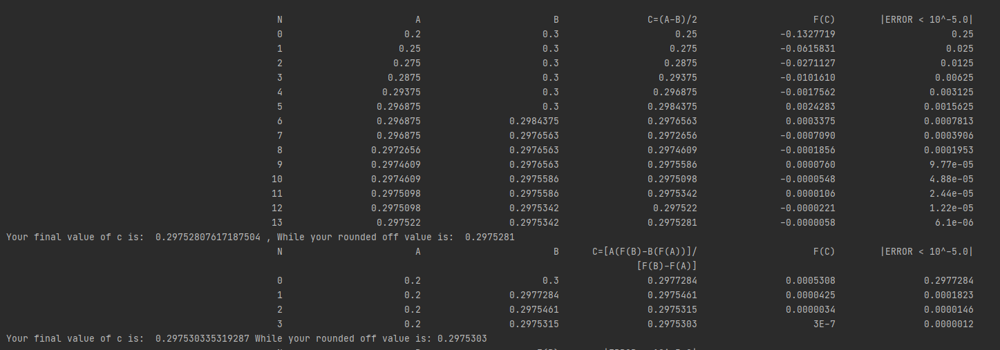 N A B C=(A-B)/2 F(C) |ERROR < 10^-5.0|
0 0.2 0.3 0.25 -0.1327719 0.25
1 0.25 0.3 0.275 -0.0615831 0.025
2 0.275 0.3 0.2875 -0.0271127 0.0125
3 0.2875 0.3 0.29375 -0.0101610 0.00625
4 0.29375 0.3 0.296875 -0.0017562 0.003125
5 0.296875 0.3 0.2984375 0.0024283 0.0015625
6 0.296875 0.2984375 0.2976563 0.0003375 0.0007813
7 0.296875 0.2976563 0.2972656 -0.0007090 0.0003906
8 0.2972656 0.2976563 0.2974609 -0.0001856 0.0001953
9 0.2974609 0.2976563 0.2975586 0.0000760 9.77e-05
10 0.2974609 0.2975586 0.2975098 -0.0000548 4.88e-05
11 0.2975098 0.2975586 0.2975342 0.0000106 2.44e-05
12 0.2975098 0.2975342 0.297522 -0.0000221 1.22e-05
13 0.297522 0.2975342 0.2975281 -0.0000058 6.1e-06
Your final value of c is:  0.29752807617187504 , While your rounded off value is:  0.2975281
N A B C=[A(F(B)-B(F(A))]/ F(C) |ERROR < 10^-5.0|
[F(B)-F(A)]
0 0.2 0.3 0.2977284 0.0005308 0.2977284
1 0.2 0.2977284 0.2975461 0.0000425 0.0001823
2 0.2 0.2975461 0.2975315 0.0000034 0.0000146
3 0.2 0.2975315 0.2975303 3E-7 0.0000012
Your final value of c is:  0.297530335319287 While your rounded off value is: 0.2975303